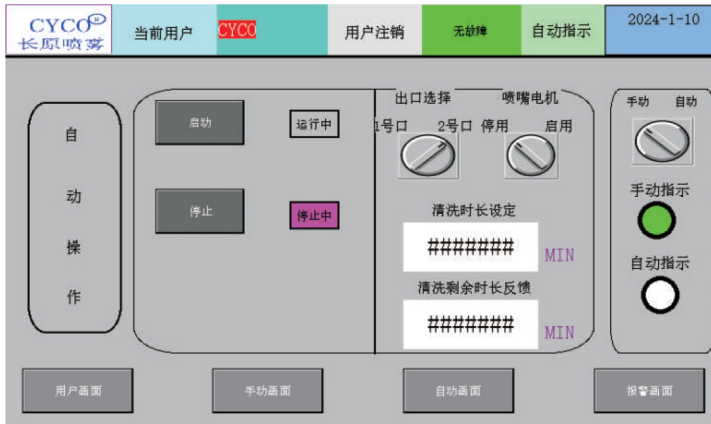 CYCO®
长原喷雾
当前用户
CYCO
用户注销
无故障
自动指示
2024-1-10
自动操作
启动
运行中
停止
停止中
出口选择
喷嘴电机
1号口
2号口
停用
启用
清洗时长设定
#######
MIN
清洗剩余时长反馈
#######
MIN
手动
自动
手动指示
自动指示
用户画面
手动画面
自动画面
报警画面